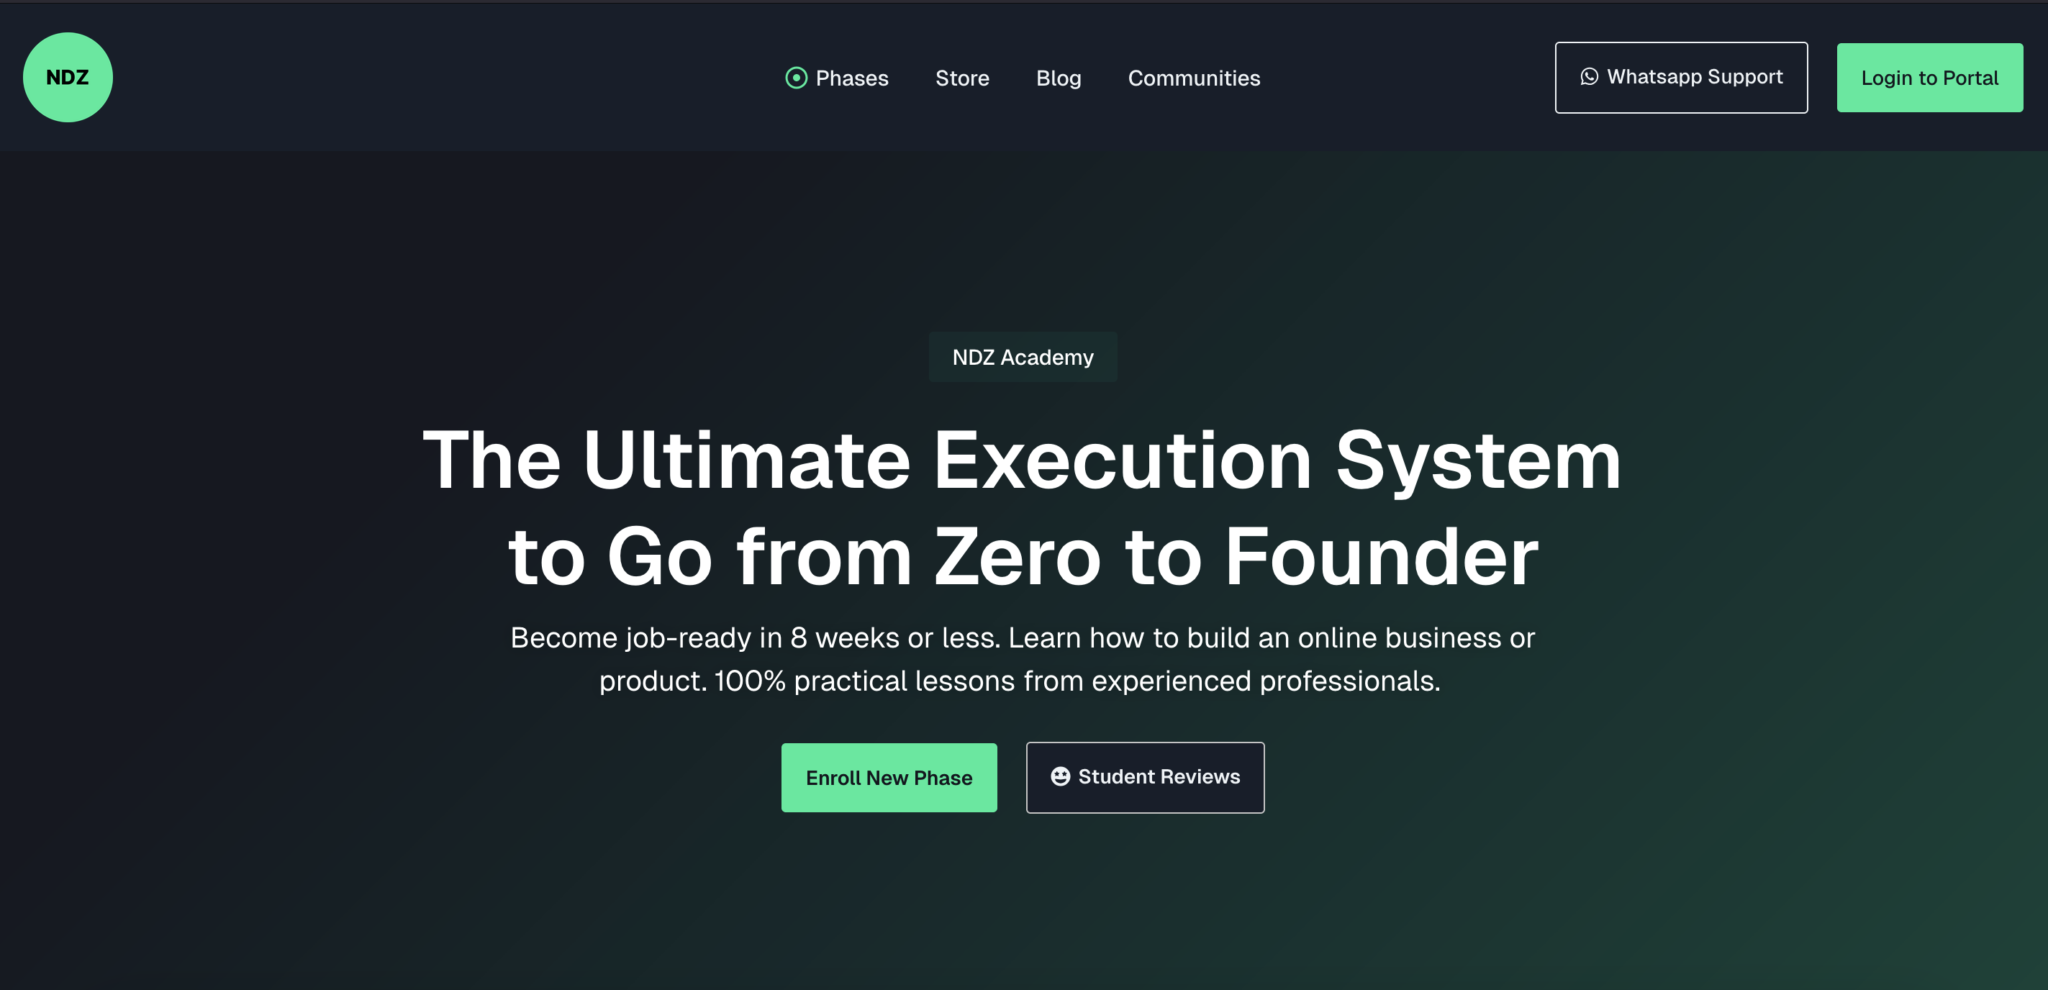 NDZ
Phases
Store
Blog
Communities
Whatsapp Support
Login to Portal
NDZ Academy
The Ultimate Execution System
to Go from Zero to Founder
Become job-ready in 8 weeks or less. Learn how to build an online business or
product. 100% practical lessons from experienced professionals.
Enroll New Phase
Student Reviews